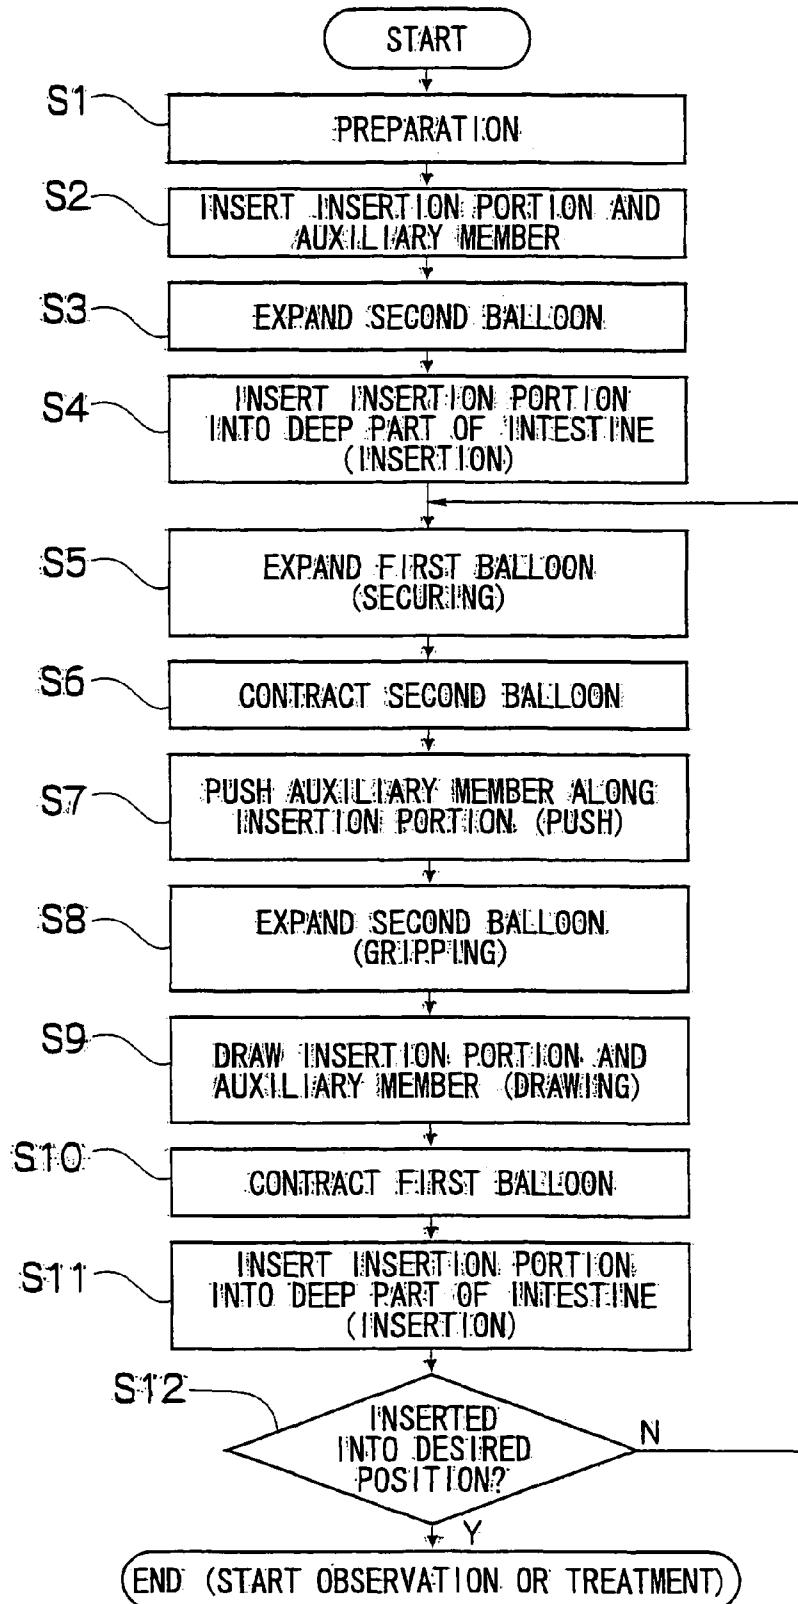 START
S1
PREPARATION
S2
INSERT INSERTION PORTION AND
AUXILIARY MEMBER
S3
EXPAND SECOND BALLOON
S4
INSERT INSERTION PORTION
INTO DEEP PART OF INTESTINE
(INSERTION)
S5
EXPAND FIRST BALLOON
(SECURING)
S6
CONTRACT SECOND BALLOON
S7
PUSH AUXILIARY MEMBER ALONG
INSERTION PORTION (PUSH)
S8
EXPAND SECOND BALLOON
(GRIPPING)
S9
DRAW INSERTION PORTION AND
AUXILIARY MEMBER (DRAWING)
S10
CONTRACT FIRST BALLOON
S11
INSERT INSERTION PORTION
INTO DEEP PART OF INTESTINE
(INSERTION)
S12
INSERTED
INTO DESIRED
POSITION?
N
Y
END (START OBSERVATION OR TREATMENT)